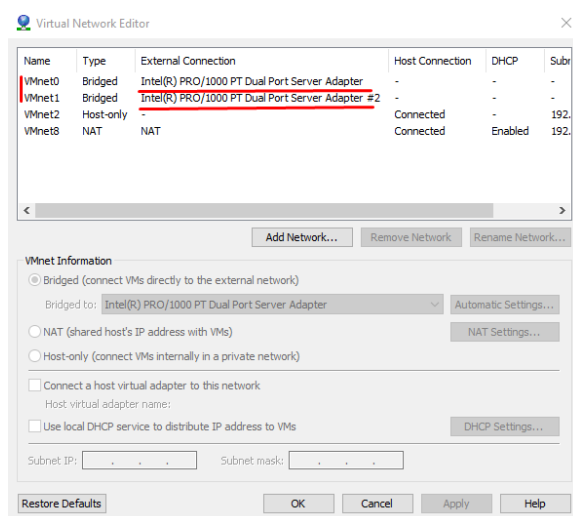 Virtual Network Editor
Name Type External Connection Host Connection DHCP Subr
VMnet0 Bridged Intel(R) PRO/1000 PT Dual Port Server Adapter - - -
VMnet1 Bridged Intel(R) PRO/1000 PT Dual Port Server Adapter #2 - - -
VMnet2 Host-only - Connected - 192.
VMnet8 NAT NAT Connected Enabled 192.
Add Network... Remove Network Rename Network...
VMnet Information
Bridged (connect VMs directly to the external network)
Bridged to: Intel(R) PRO/1000 PT Dual Port Server Adapter Automatic Settings...
NAT (shared host's IP address with VMs) NAT Settings...
Host-only (connect VMs internally in a private network)
Connect a host virtual adapter to this network
Host virtual adapter name:
Use local DHCP service to distribute IP address to VMs DHCP Settings...
Subnet IP: . . . Subnet mask: . . .
Restore Defaults OK Cancel Apply Help